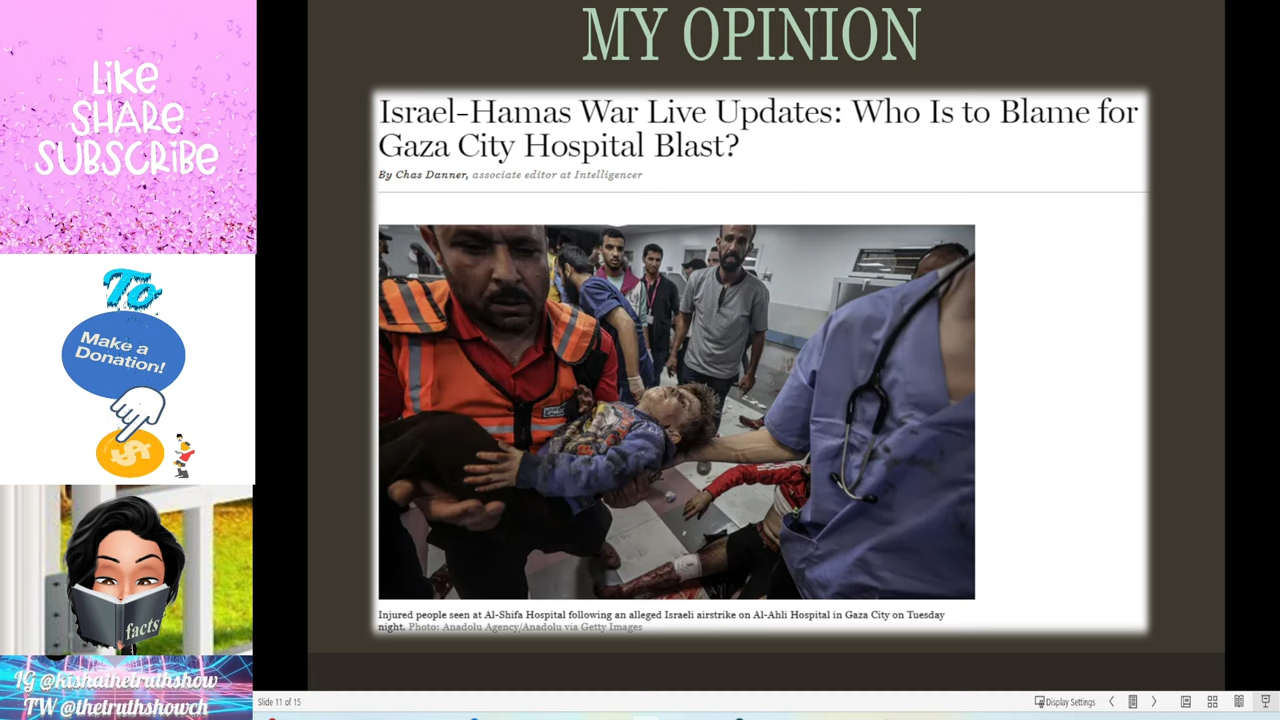 MY OPINION
Like
SHARE
SUBSCRIBE
Israel-Hamas War Live Updates: Who Is to Blame for
Gaza City Hospital Blast?
By Chas Danner, associate editor at Intelligencer
To
Make a
Donation!
$
facts
Injured people seen at Al-Shifa Hospital following an alleged Israeli airstrike on Al-Ahli Hospital in Gaza City on Tuesday
night. Photo: Anadolu Agency/Anadolu via Getty Images
IG @kishathetruthshow
TW @thetruthshowch
Slide 11 of 15
Display Settings